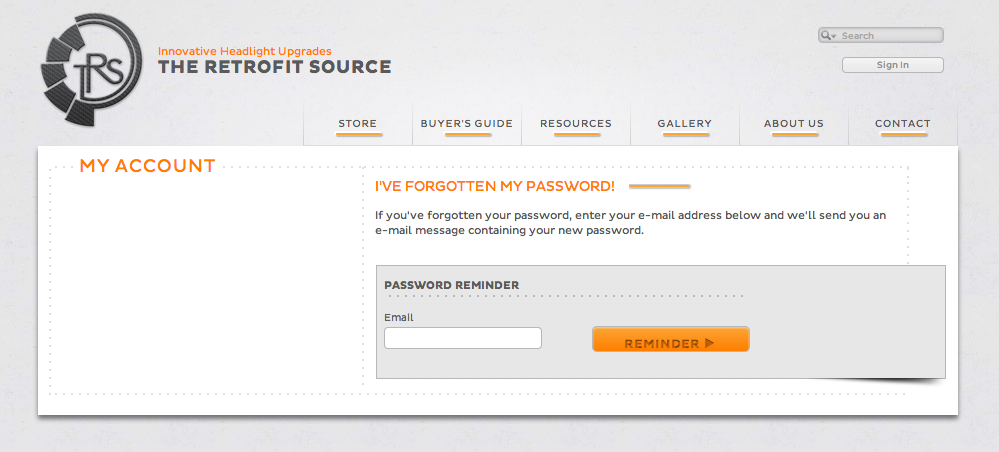 TRS
Innovative Headlight Upgrades
THE RETROFIT SOURCE
Search
Sign In
STORE
BUYER'S GUIDE
RESOURCES
GALLERY
ABOUT US
CONTACT
MY ACCOUNT
I'VE FORGOTTEN MY PASSWORD!
If you've forgotten your password, enter your e-mail address below and we'll send you an
e-mail message containing your new password.
PASSWORD REMINDER
Email
REMINDER